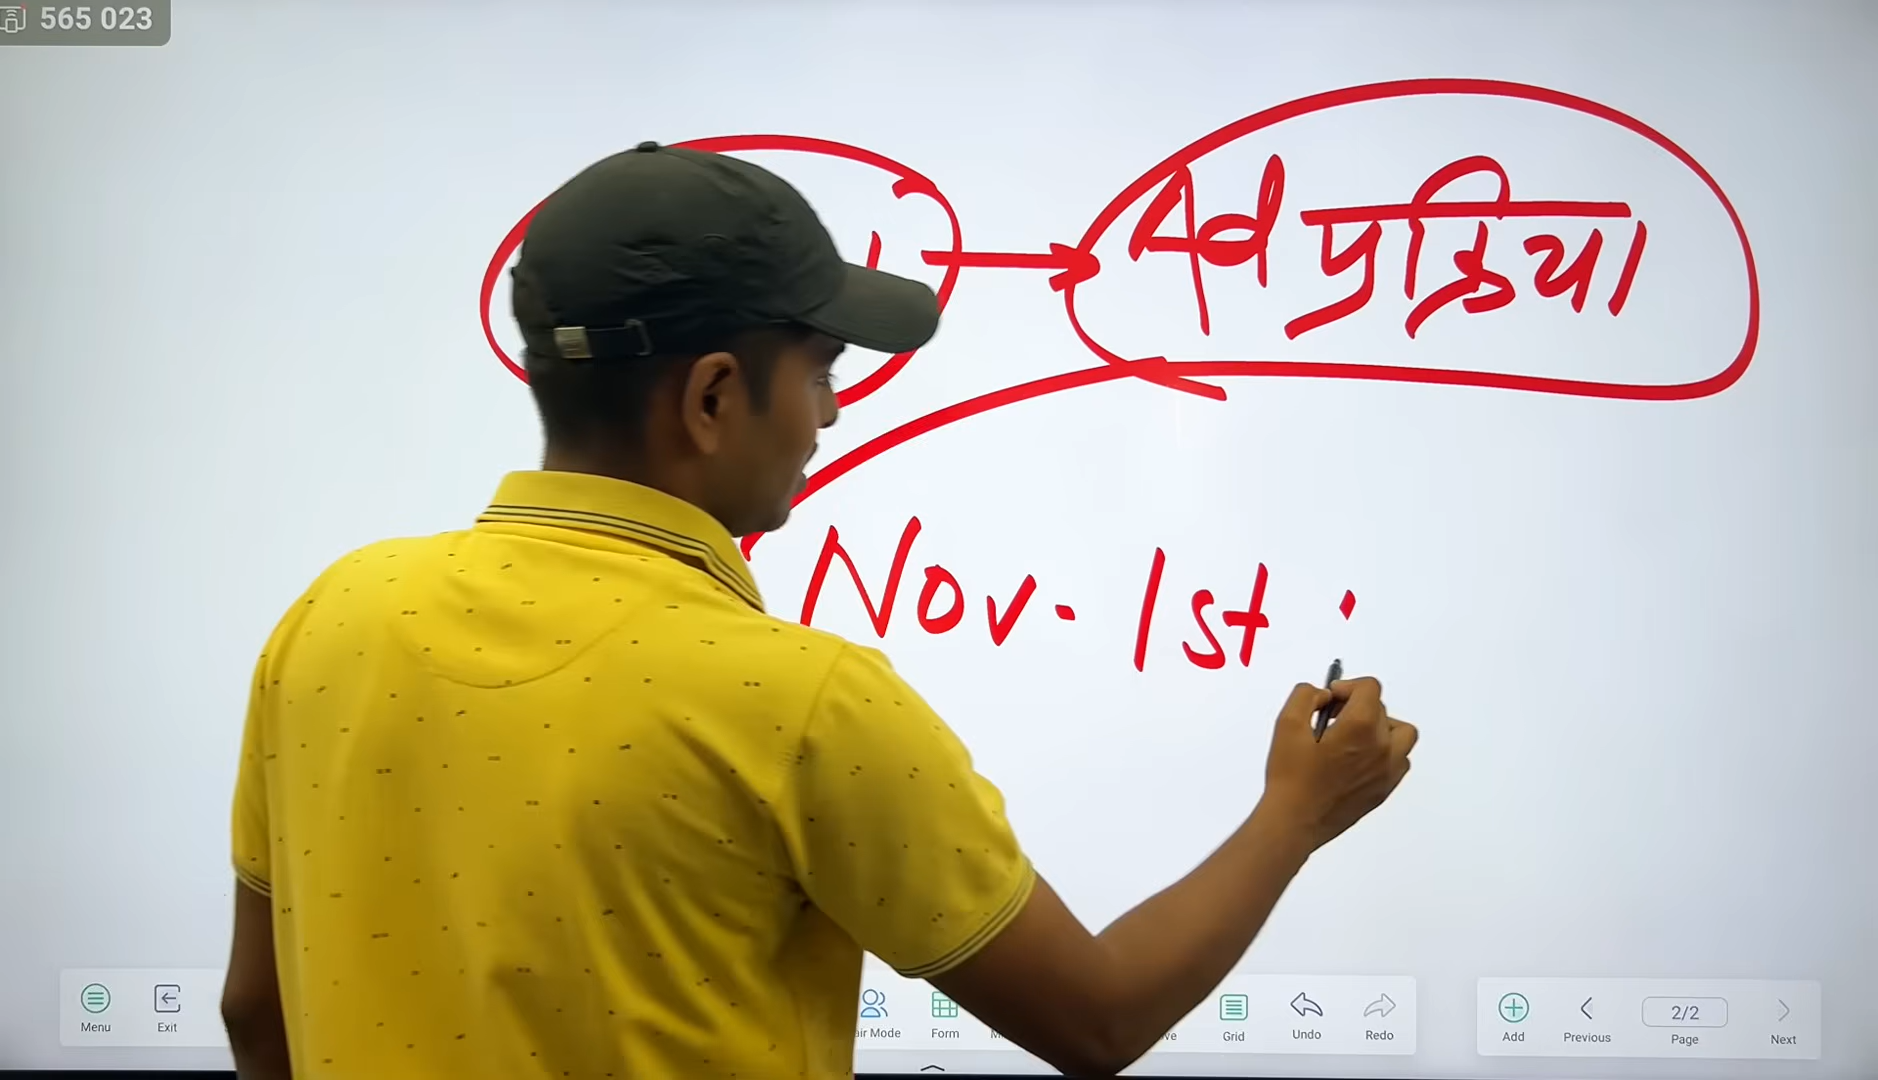 565 023
Ad प्रक्रिया
Nov. 1st :
Menu
Exit
Form
Grid
Undo
Redo
Add
Previous
2/2
Page
Next